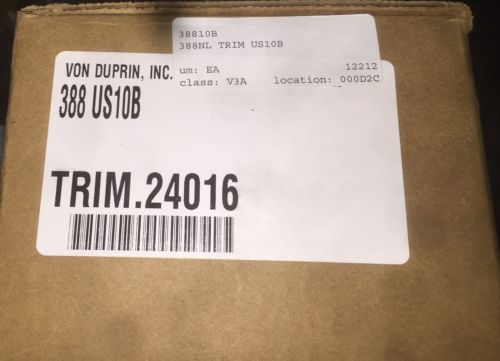 38810B
388NL TRIM US10B
um: EA 12212
class: V3A location: 000D2C
VON DUPRIN, INC.
388 US10B
TRIM.24016